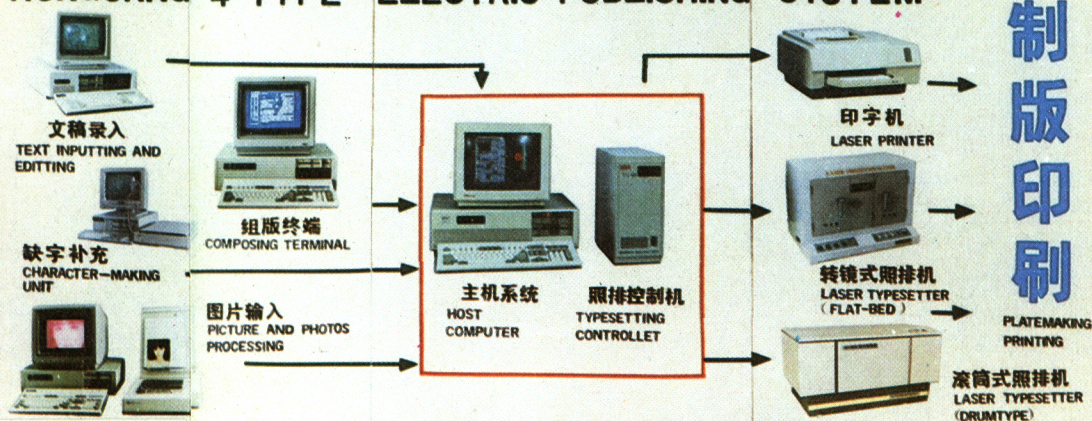 ELECTRIC PUBLISHING SYSTEM
文稿录入
TEXT INPUTTING AND
EDITTING
缺字补充
CHARACTER—MAKING
UNIT
组版终端
COMPOSING TERMINAL
图片输入
PICTURE AND PHOTOS
PROCESSING
主机系统
HOST
COMPUTER
照排控制机
TYPESETTING
CONTROLLET
印字机
LASER PRINTER
转镜式照排机
LASER TYPESETTER
(FLAT-BED)
滚筒式照排机
LASER TYPESETTER
(DRUMTYPE)
制版印刷
PLATEMAKING
PRINTING